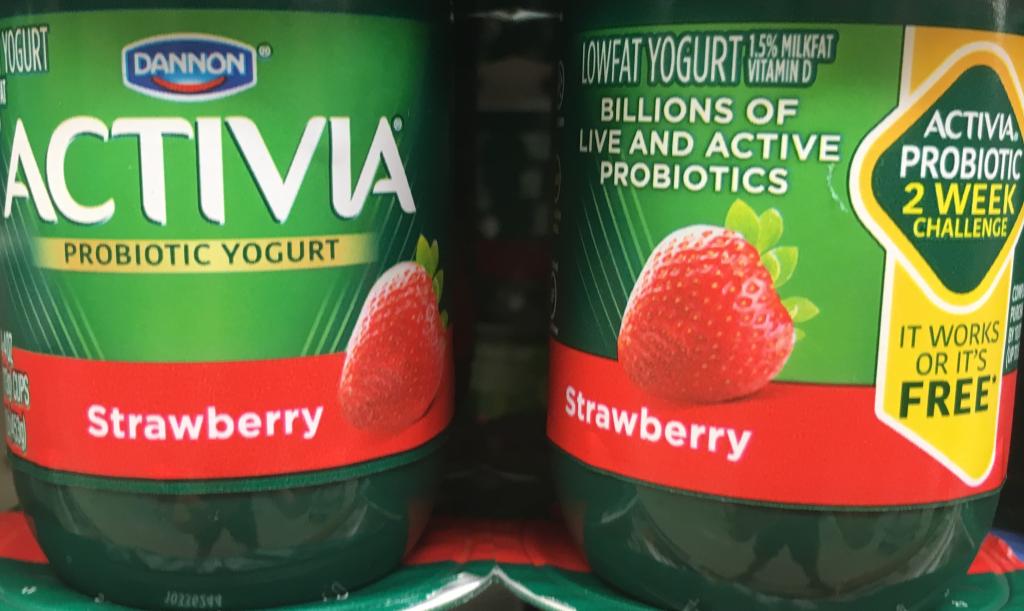 YOGURT
DANNON®
ACTIVIA®
PROBIOTIC YOGURT
Strawberry
CUPS
LOWFAT YOGURT
1.5% MILKFAT
VITAMIN D
BILLIONS OF
LIVE AND ACTIVE
PROBIOTICS
Strawberry
ACTIVIA®
PROBIOTIC
2 WEEK
CHALLENGE
IT WORKS
OR IT'S
FREE*